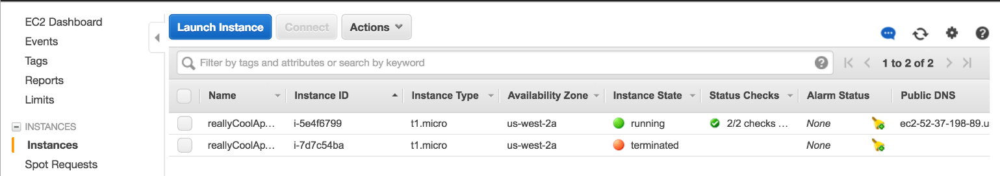 EC2 Dashboard
Events
Tags
Reports
Limits
INSTANCES
Instances
Spot Requests
Launch Instance Connect Actions
Filter by tags and attributes or search by keyword ? 1 to 2 of 2
Name Instance ID Instance Type Availability Zone Instance State Status Checks Alarm Status Public DNS
reallyCoolAp... i-5e4f6799 t1.micro us-west-2a running 2/2 checks ... None ec2-52-37-198-89.u
reallyCoolAp... i-7d7c54ba t1.micro us-west-2a terminated None